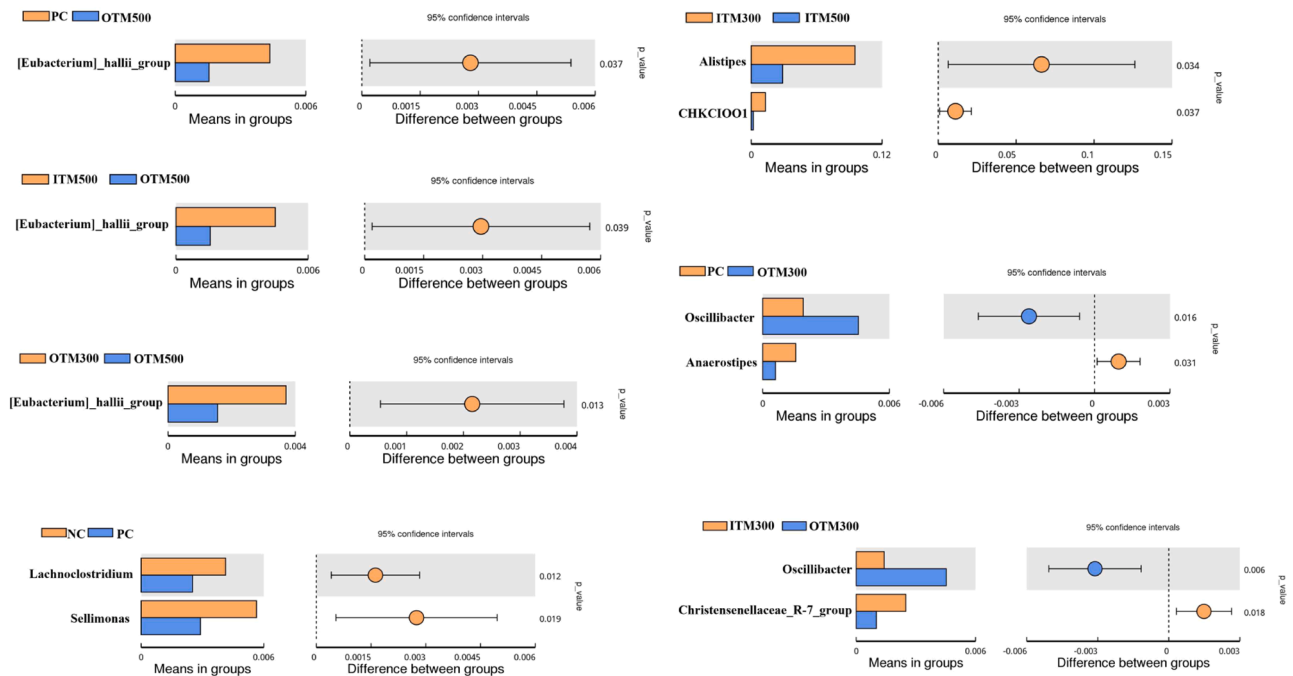 PC OTM500
95% confidence intervals
[Eubacterium]_hallii_group
0.037
p_value
0 0.006
0 0.0015 0.003 0.0045 0.006
Means in groups
Difference between groups
ITM500 OTM500
95% confidence intervals
[Eubacterium]_hallii_group
0.039
p_value
0 0.006
0 0.0015 0.003 0.0045 0.006
Means in groups
Difference between groups
OTM300 OTM500
95% confidence intervals
[Eubacterium]_hallii_group
0.013
p_value
0 0.004
0 0.001 0.002 0.003 0.004
Means in groups
Difference between groups
NC PC
95% confidence intervals
Lachnoclostridium
0.012
Sellimonas
0.019
p_value
0 0.006
0 0.0015 0.003 0.0045 0.006
Means in groups
Difference between groups
ITM300 ITM500
95% confidence intervals
Alistipes
0.034
CHKCIOO1
0.037
p_value
0 0.12
0 0.05 0.10 0.15
Means in groups
Difference between groups
PC OTM300
95% confidence intervals
Oscillibacter
0.016
Anaerostipes
0.031
p_value
0 0.006
-0.006 -0.003 0 0.003
Means in groups
Difference between groups
ITM300 OTM300
95% confidence intervals
Oscillibacter
0.006
Christensenellaceae_R-7_group
0.018
p_value
0 0.006
-0.006 -0.003 0 0.003
Means in groups
Difference between groups